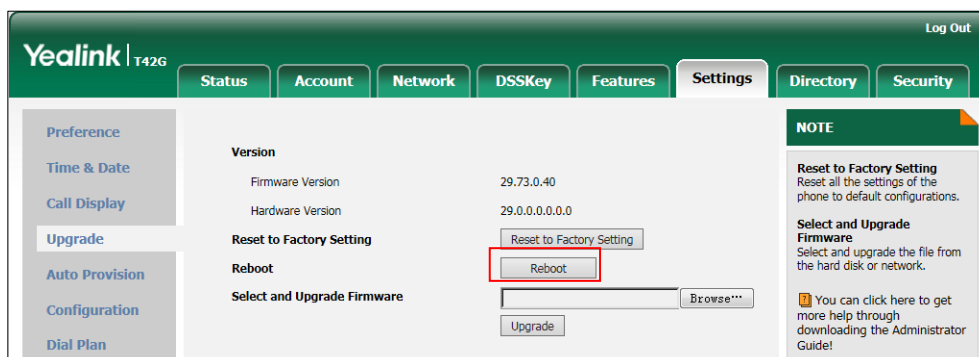 Log Out
Yealink T42G
Status Account Network DSSKey Features Settings Directory Security
Preference
Time & Date
Call Display
Upgrade
Auto Provision
Configuration
Dial Plan
Version
Firmware Version 29.73.0.40
Hardware Version 29.0.0.0.0.0.0
Reset to Factory Setting Reset to Factory Setting
Reboot Reboot
Select and Upgrade Firmware Browse...
Upgrade
NOTE
Reset to Factory Setting
Reset all the settings of the
phone to default configurations.
Select and Upgrade
Firmware
Select and upgrade the file from
the hard disk or network.
You can click here to get
more help through
downloading the Administrator
Guide!